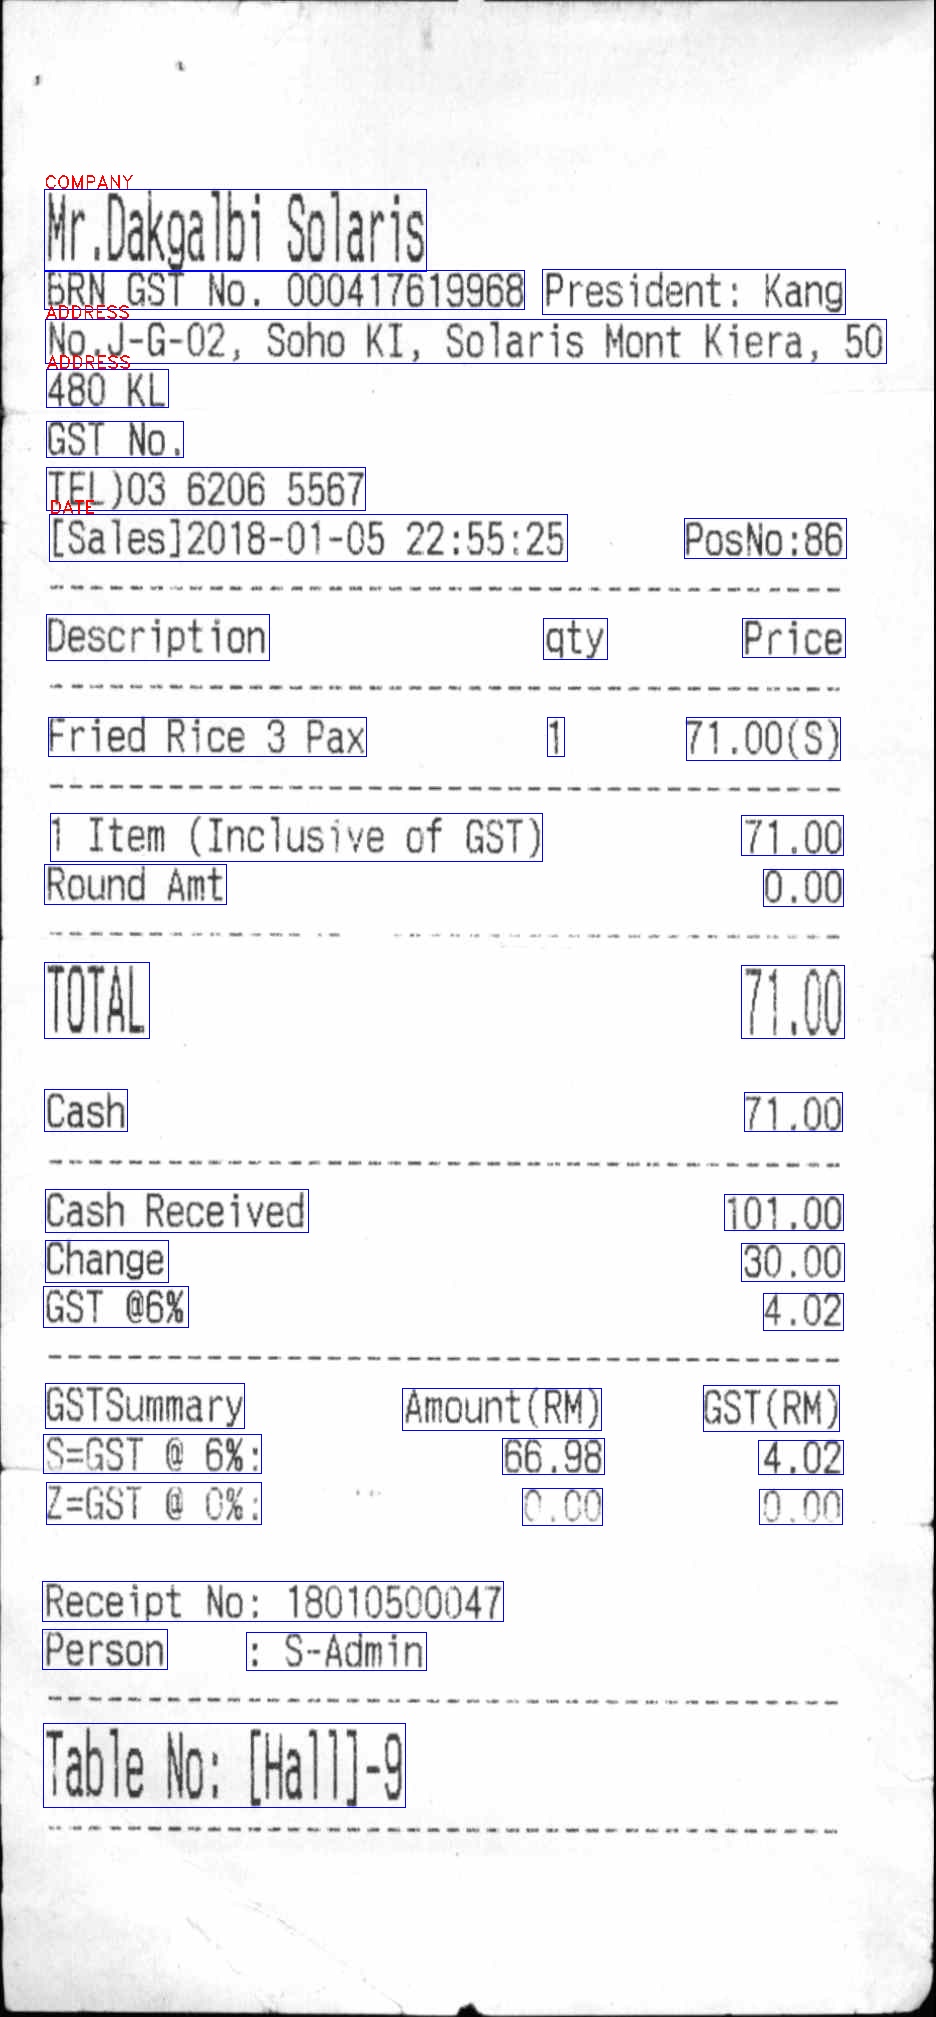 COMPANY
Mr.Dakgalbi Solaris
BRN GST No. 000417619968 President: Kang
ADDRESS
No.J-G-02, Soho KI, Solaris Mont Kiera, 50
ADDRESS
480 KL
GST No.
TEL)03 6206 5567
DATE
[Sales]2018-01-05 22:55:25 PosNo:86
Description qty Price
Fried Rice 3 Pax 1 71.00(S)
1 Item (Inclusive of GST) 71.00
Round Amt 0.00
TOTAL 71.00
Cash 71.00
Cash Received 101.00
Change 30.00
GST @6% 4.02
GSTSummary Amount(RM) GST(RM)
S=GST @ 6%: 66.98 4.02
Z=GST @ 0%: 0.00 0.00
Receipt No: 18010500047
Person : S-Admin
Table No: [Hall]-9